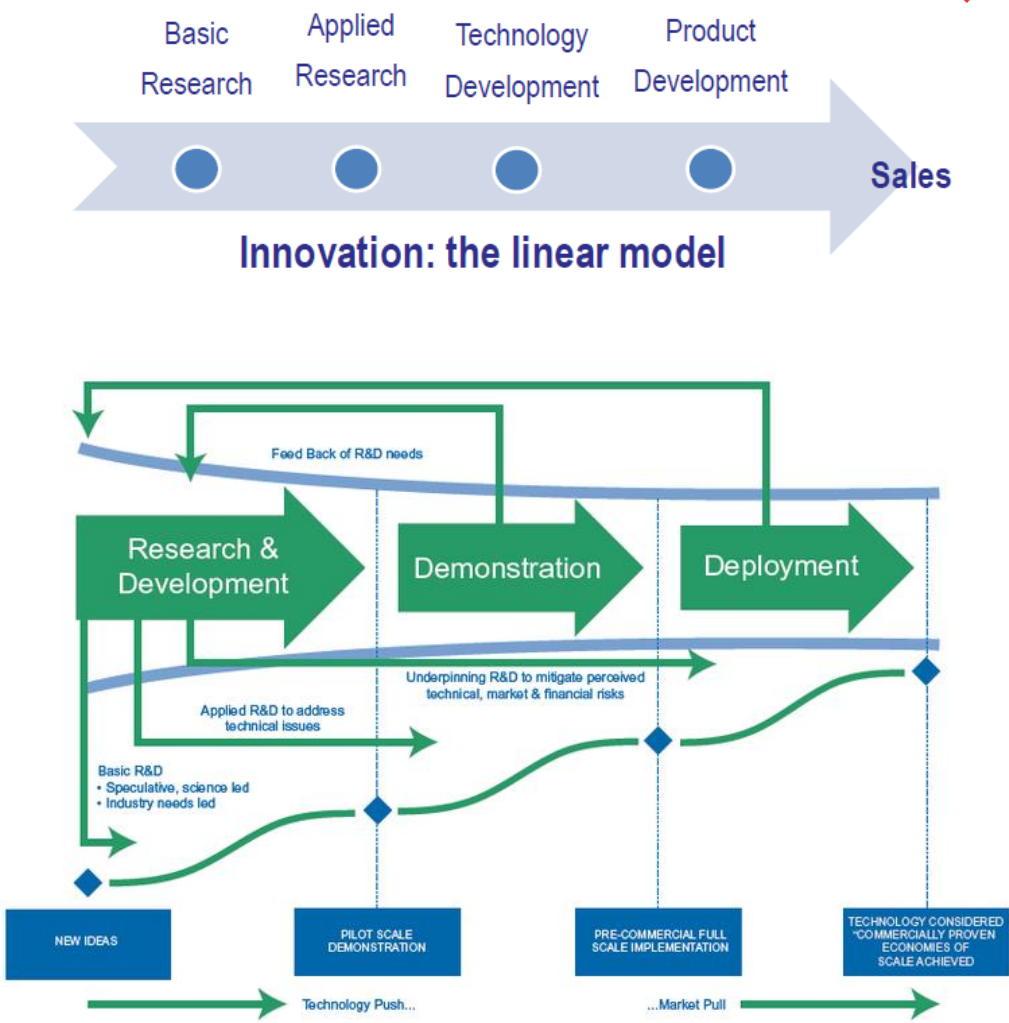 Basic
Research
Applied
Research
Technology
Development
Product
Development
Sales
Innovation: the linear model
Feed Back of R&D needs
Research &
Development
Demonstration
Deployment
Underpinning R&D to mitigate perceived
technical, market & financial risks
Applied R&D to address
technical issues
Basic R&D
• Speculative, science led
• Industry needs led
NEW IDEAS
PILOT SCALE
DEMONSTRATION
PRE-COMMERCIAL FULL
SCALE IMPLEMENTATION
TECHNOLOGY CONSIDERED
"COMMERCIALLY PROVEN
ECONOMIES OF
SCALE ACHIEVED
Technology Push...
...Market Pull